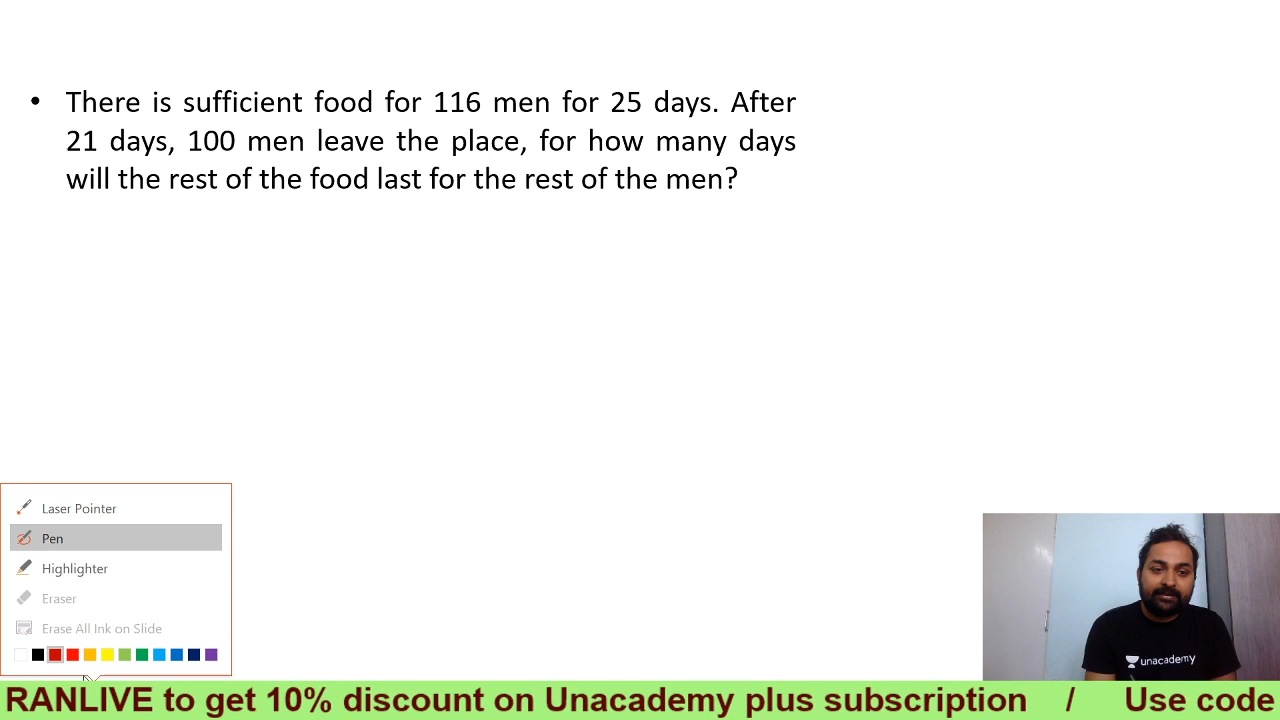 • There is sufficient food for 116 men for 25 days. After
21 days, 100 men leave the place, for how many days
will the rest of the food last for the rest of the men?
Laser Pointer
Pen
Highlighter
Eraser
Erase All Ink on Slide
unacademy
RANLIVE to get 10% discount on Unacademy plus subscription / Use code